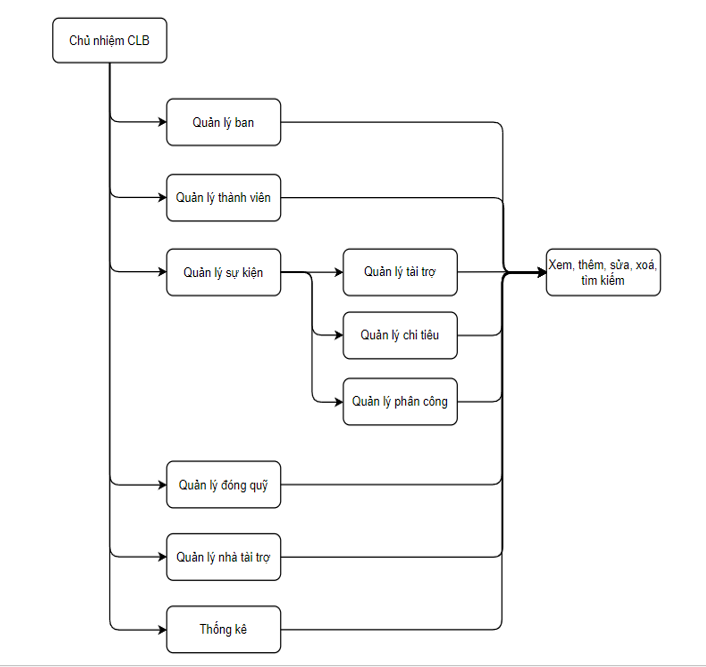 Chủ nhiệm CLB
Quản lý ban
Quản lý thành viên
Quản lý sự kiện
Quản lý tài trợ
Xem, thêm, sửa, xoá,
tìm kiếm
Quản lý chi tiêu
Quản lý phân công
Quản lý đóng quỹ
Quản lý nhà tài trợ
Thống kê